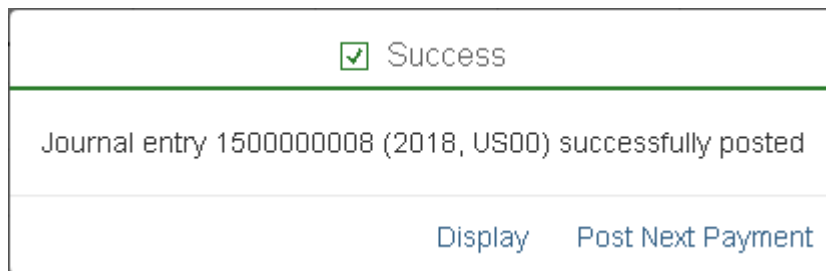 Success
Journal entry 1500000008 (2018, US00) successfully posted
Display Post Next Payment